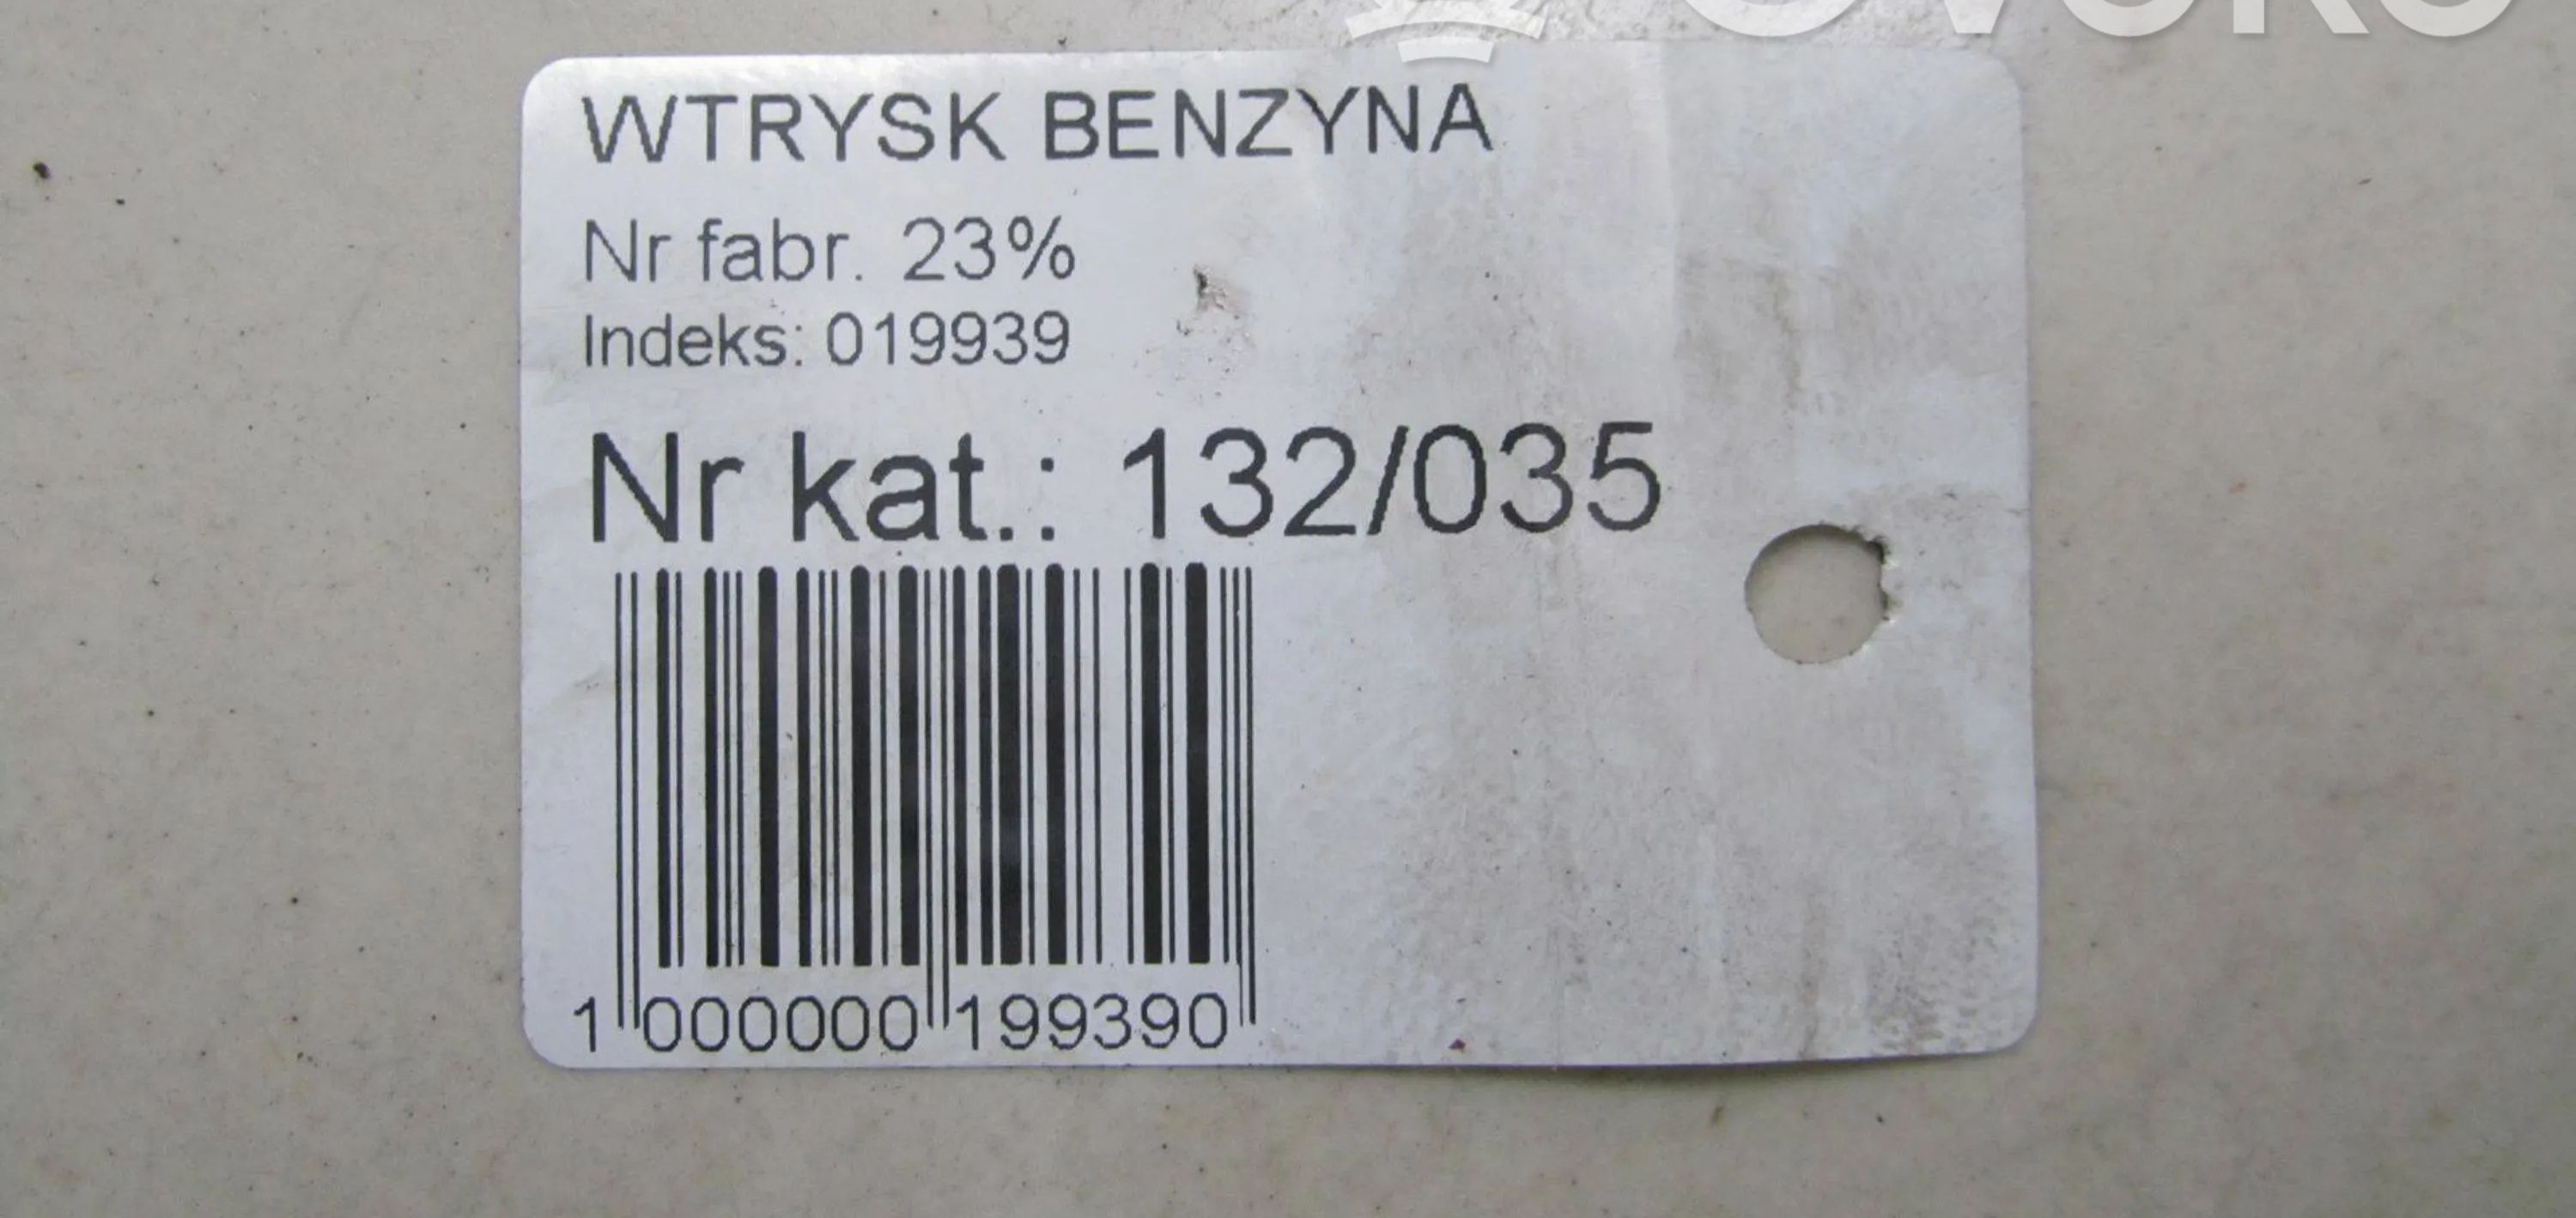 WTRYSK BENZYNA
Nr fabr. 23%
Indeks: 019939
Nr kat.: 132/035
1 000000 199390